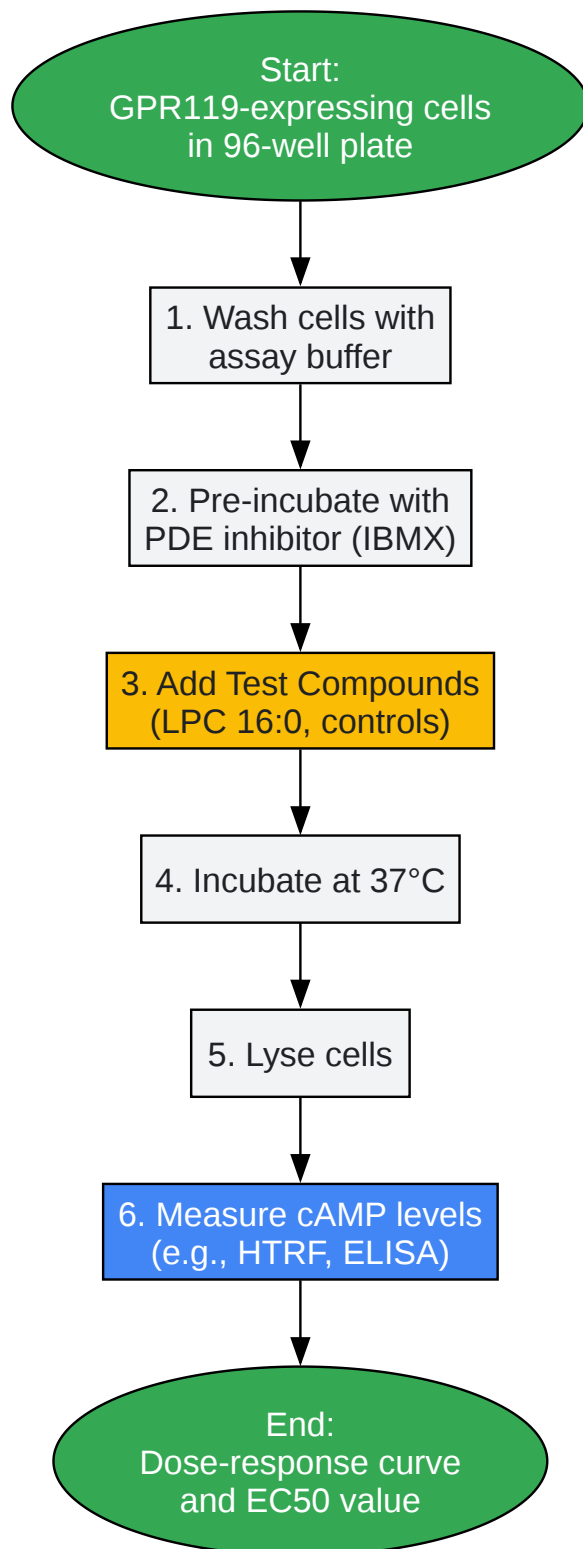 Start:
GPR119-expressing cells
in 96-well plate
1. Wash cells with
assay buffer
2. Pre-incubate with
PDE inhibitor (IBMX)
3. Add Test Compounds
(LPC 16:0, controls)
4. Incubate at 37°C
5. Lyse cells
6. Measure cAMP levels
(e.g., HTRF, ELISA)
End:
Dose-response curve
and EC50 value